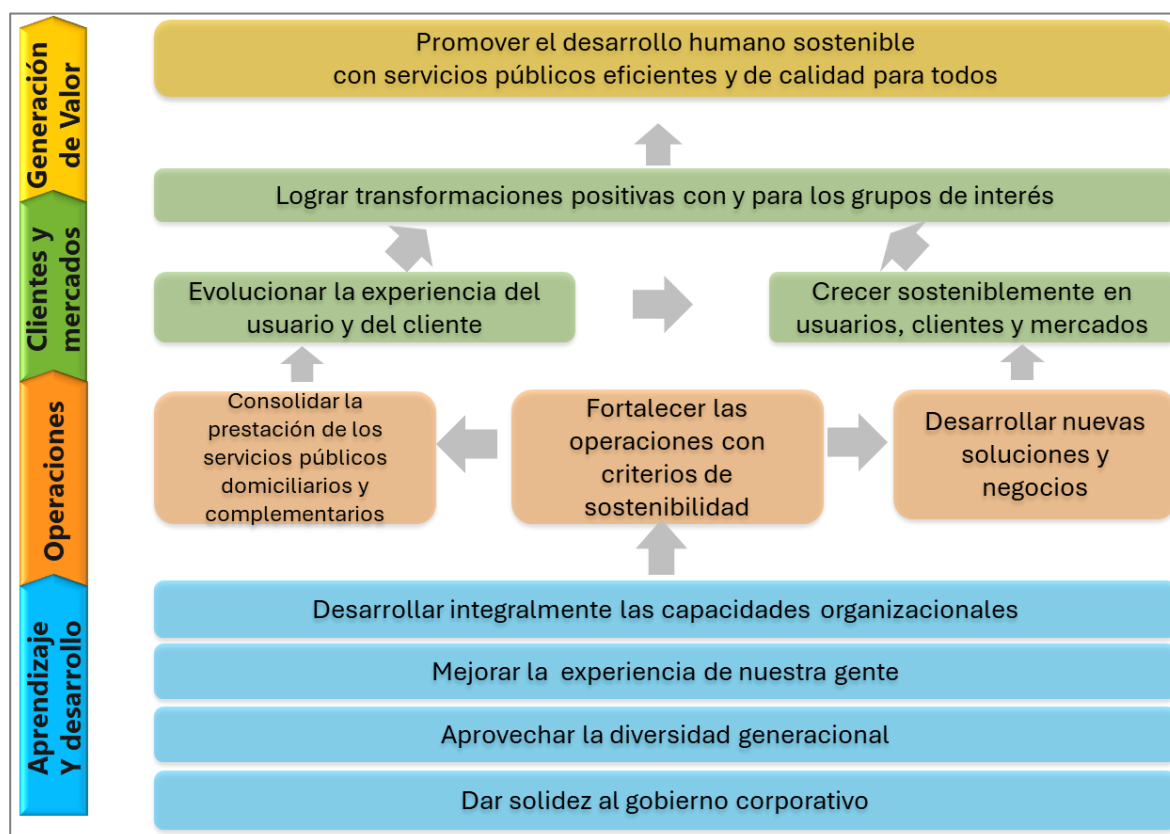 Generación
de Valor
Promover el desarrollo humano sostenible
con servicios públicos eficientes y de calidad para todos
Clientes y
mercados
Lograr transformaciones positivas con y para los grupos de interés
Evolucionar la experiencia del
usuario y del cliente
Crecer sosteniblemente en
usuarios, clientes y mercados
Operaciones
Consolidar la
prestación de los
servicios públicos
domiciliarios y
complementarios
Fortalecer las
operaciones con
criterios de
sostenibilidad
Desarrollar nuevas
soluciones y
negocios
Aprendizaje
Y desarrollo
Desarrollar integralmente las capacidades organizacionales
Mejorar la experiencia de nuestra gente
Aprovechar la diversidad generacional
Dar solidez al gobierno corporativo